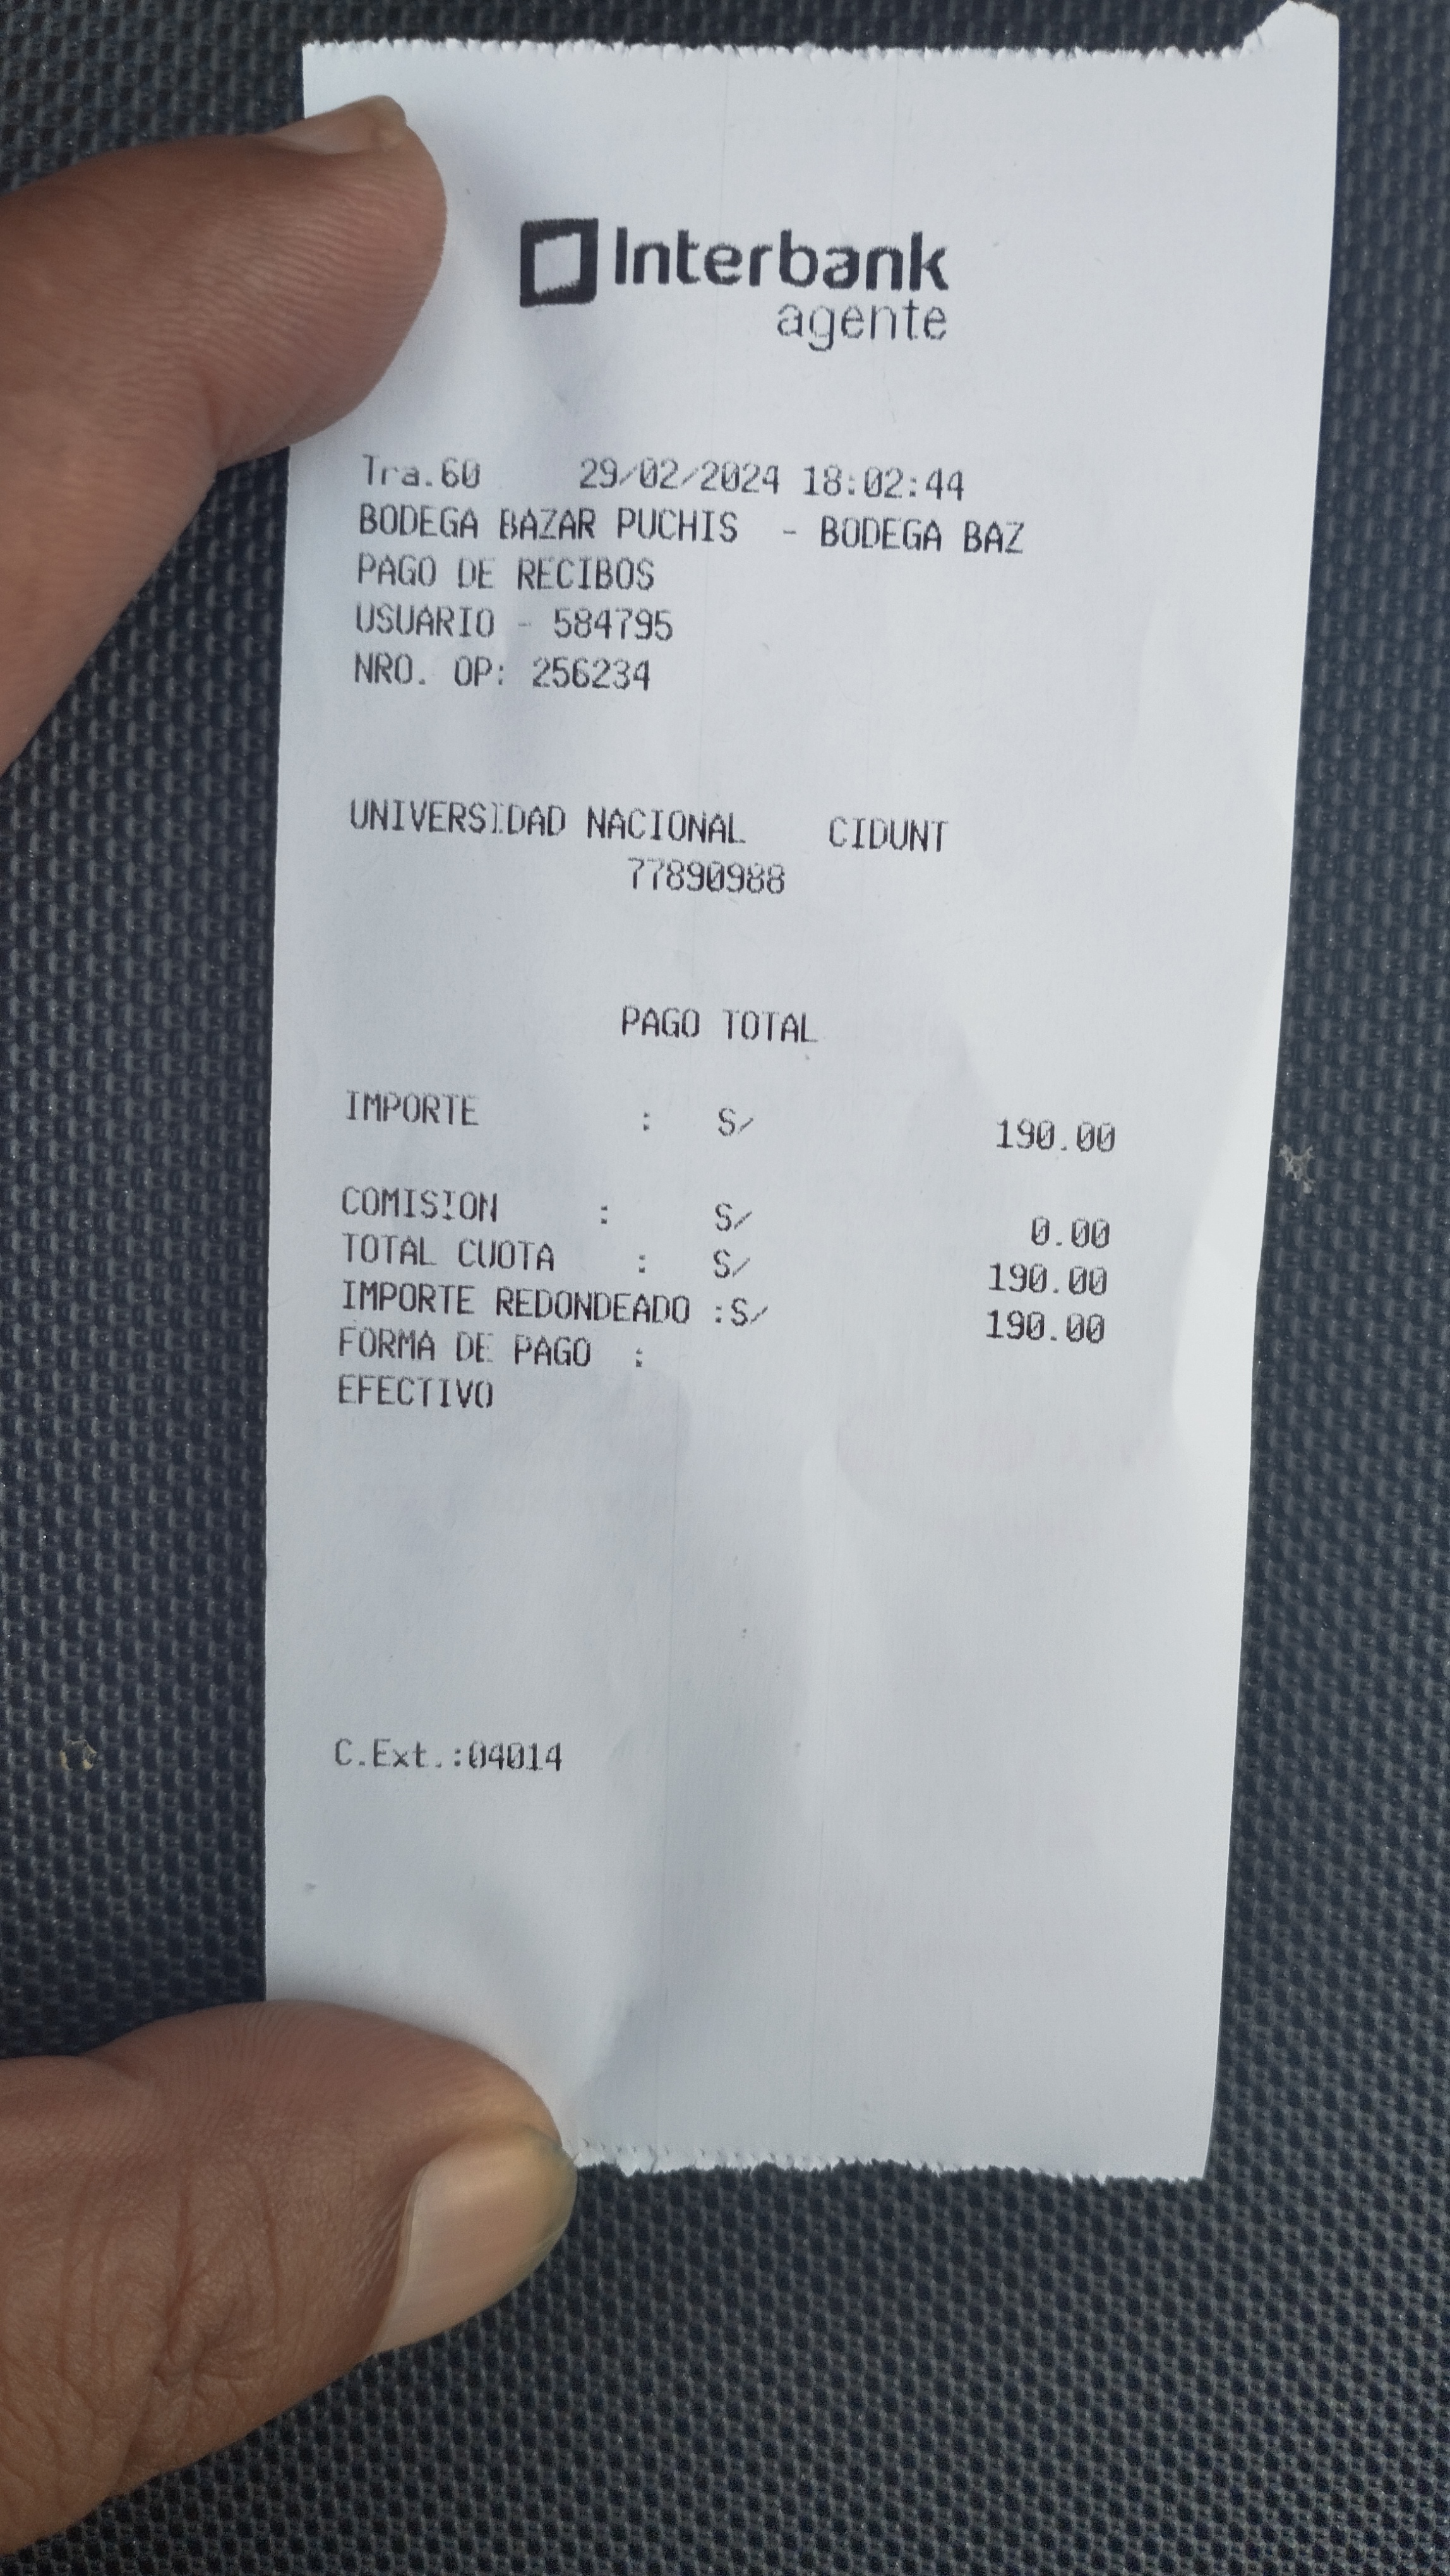 Interbank
agente
Tra.60 29/02/2024 18:02:44
BODEGA BAZAR PUCHIS - BODEGA BAZ
PAGO DE RECIBOS
USUARIO - 584795
NRO. OP: 256234
UNIVERSIDAD NACIONAL CIDUNT
77890988
PAGO TOTAL
IMPORTE : S/ 190.00
COMISION : S/ 0.00
TOTAL CUOTA : S/ 190.00
IMPORTE REDONDEADO :S/ 190.00
FORMA DE PAGO :
EFECTIVO
C.Ext.:04014